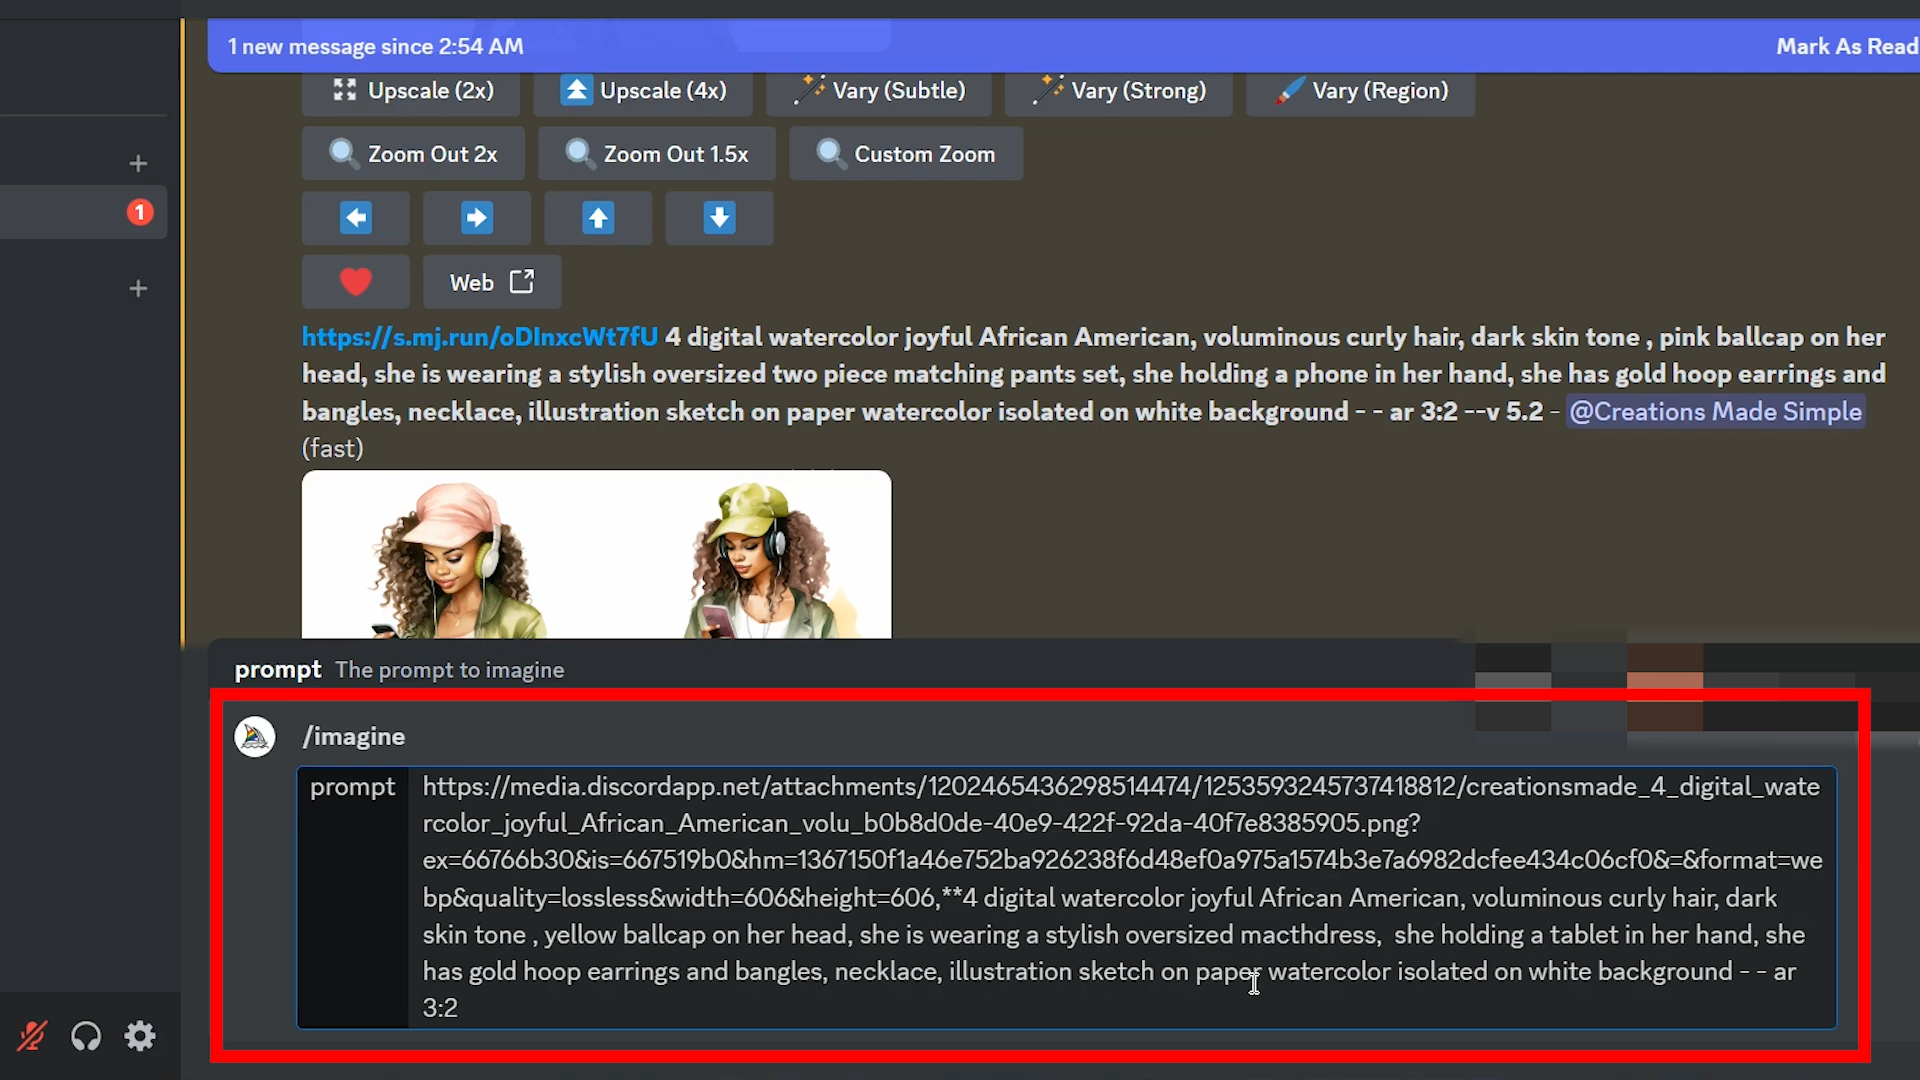 1 new message since 2:54 AM
Mark As Read
Upscale (2x)
Upscale (4x)
Vary (Subtle)
Vary (Strong)
Vary (Region)
Zoom Out 2x
Zoom Out 1.5x
Custom Zoom
Web
https://s.mj.run/oDInxcWt7fU 4 digital watercolor joyful African American, voluminous curly hair, dark skin tone , pink ballcap on her
head, she is wearing a stylish oversized two piece matching pants set, she holding a phone in her hand, she has gold hoop earrings and
bangles, necklace, illustration sketch on paper watercolor isolated on white background - - ar 3:2 --v 5.2 - @Creations Made Simple
(fast)
1
prompt The prompt to imagine
/imagine
prompt https://media.discordapp.net/attachments/1202465436298514474/1253593245737418812/creationsmade_4_digital_wate
rcolor_joyful_African_American_volu_b0b8d0de-40e9-422f-92da-40f7e8385905.png?
ex=66766b30&is=667519b0&hm=1367150f1a46e752ba926238f6d48ef0a975a1574b3e7a6982dcfee434c06cf0&=&format=we
bp&quality=lossless&width=606&height=606,**4 digital watercolor joyful African American, voluminous curly hair, dark
skin tone , yellow ballcap on her head, she is wearing a stylish oversized macthdress,  she holding a tablet in her hand, she
has gold hoop earrings and bangles, necklace, illustration sketch on paper watercolor isolated on white background - - ar
3:2